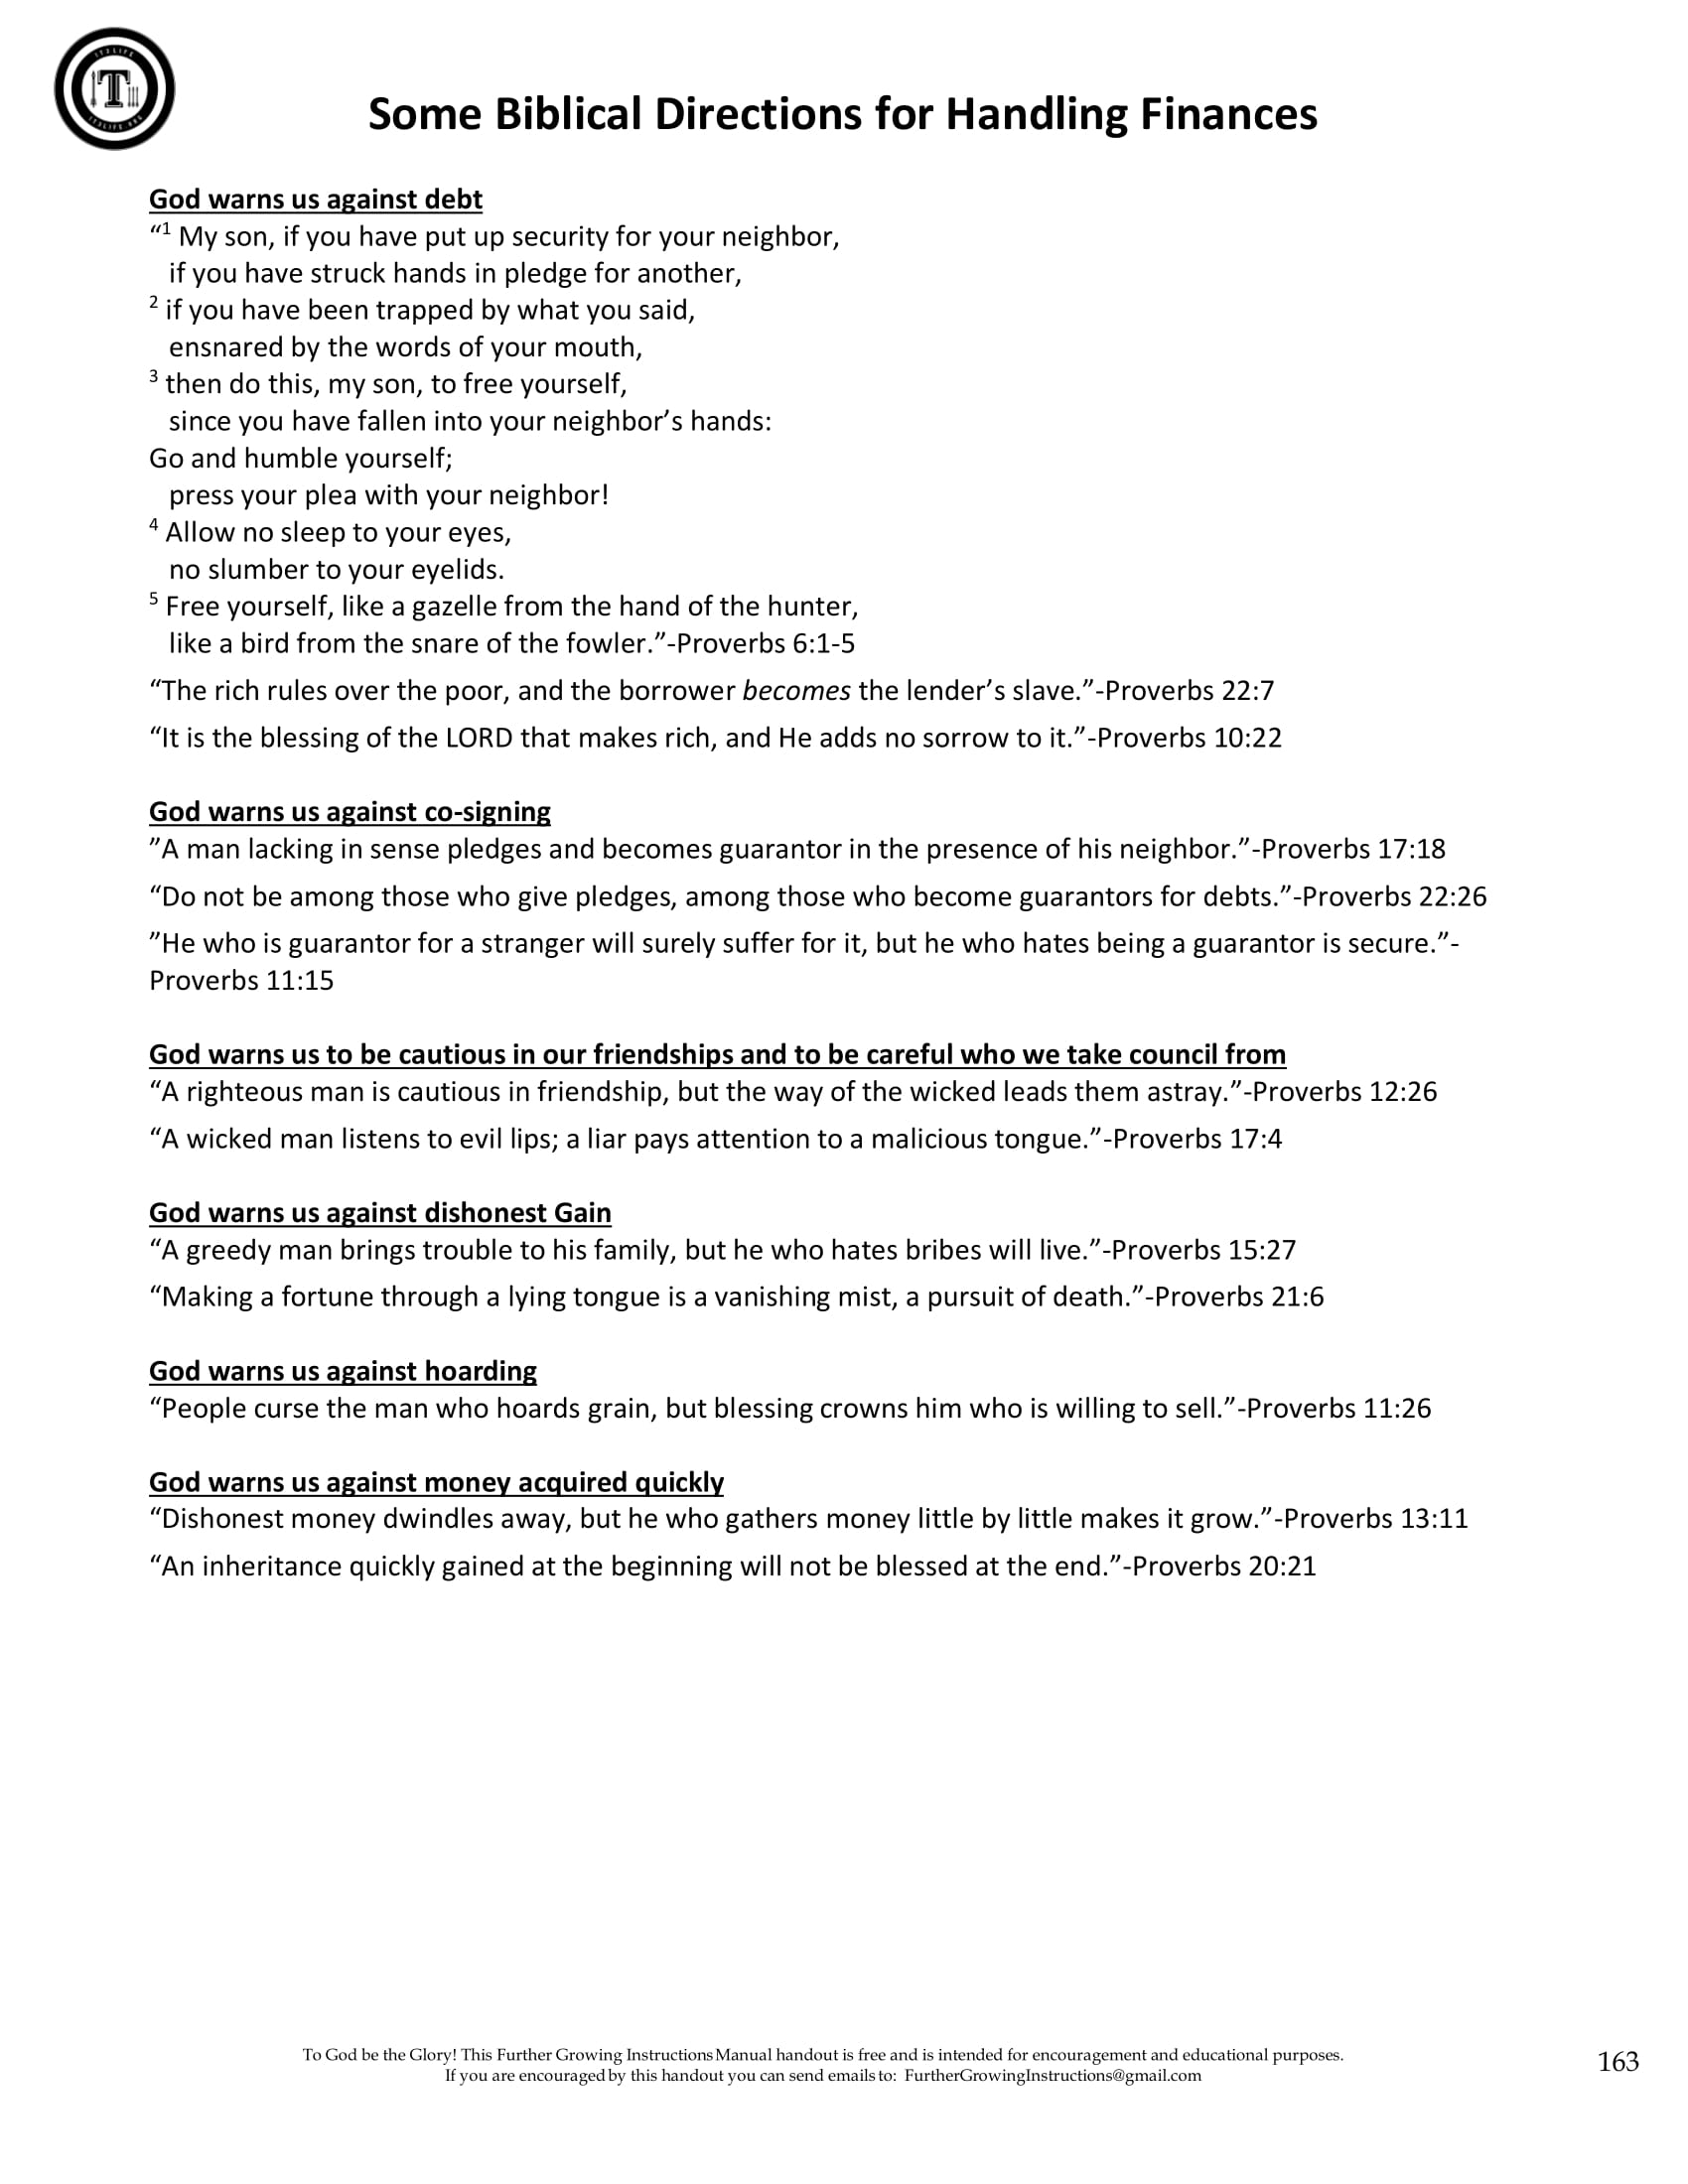 IT3LIFE
T
IT3LIFE.ORG
Some Biblical Directions for Handling Finances
God warns us against debt
“1 My son, if you have put up security for your neighbor,
if you have struck hands in pledge for another,
2 if you have been trapped by what you said,
ensnared by the words of your mouth,
3 then do this, my son, to free yourself,
since you have fallen into your neighbor’s hands:
Go and humble yourself;
press your plea with your neighbor!
4 Allow no sleep to your eyes,
no slumber to your eyelids.
5 Free yourself, like a gazelle from the hand of the hunter,
like a bird from the snare of the fowler.”-Proverbs 6:1-5
“The rich rules over the poor, and the borrower becomes the lender’s slave.”-Proverbs 22:7
“It is the blessing of the LORD that makes rich, and He adds no sorrow to it.”-Proverbs 10:22
God warns us against co-signing
”A man lacking in sense pledges and becomes guarantor in the presence of his neighbor.”-Proverbs 17:18
“Do not be among those who give pledges, among those who become guarantors for debts.”-Proverbs 22:26
”He who is guarantor for a stranger will surely suffer for it, but he who hates being a guarantor is secure.”-
Proverbs 11:15
God warns us to be cautious in our friendships and to be careful who we take council from
“A righteous man is cautious in friendship, but the way of the wicked leads them astray.”-Proverbs 12:26
“A wicked man listens to evil lips; a liar pays attention to a malicious tongue.”-Proverbs 17:4
God warns us against dishonest Gain
“A greedy man brings trouble to his family, but he who hates bribes will live.”-Proverbs 15:27
“Making a fortune through a lying tongue is a vanishing mist, a pursuit of death.”-Proverbs 21:6
God warns us against hoarding
“People curse the man who hoards grain, but blessing crowns him who is willing to sell.”-Proverbs 11:26
God warns us against money acquired quickly
“Dishonest money dwindles away, but he who gathers money little by little makes it grow.”-Proverbs 13:11
“An inheritance quickly gained at the beginning will not be blessed at the end.”-Proverbs 20:21
To God be the Glory! This Further Growing Instructions Manual handout is free and is intended for encouragement and educational purposes.
If you are encouraged by this handout you can send emails to: FurtherGrowingInstructions@gmail.com
163